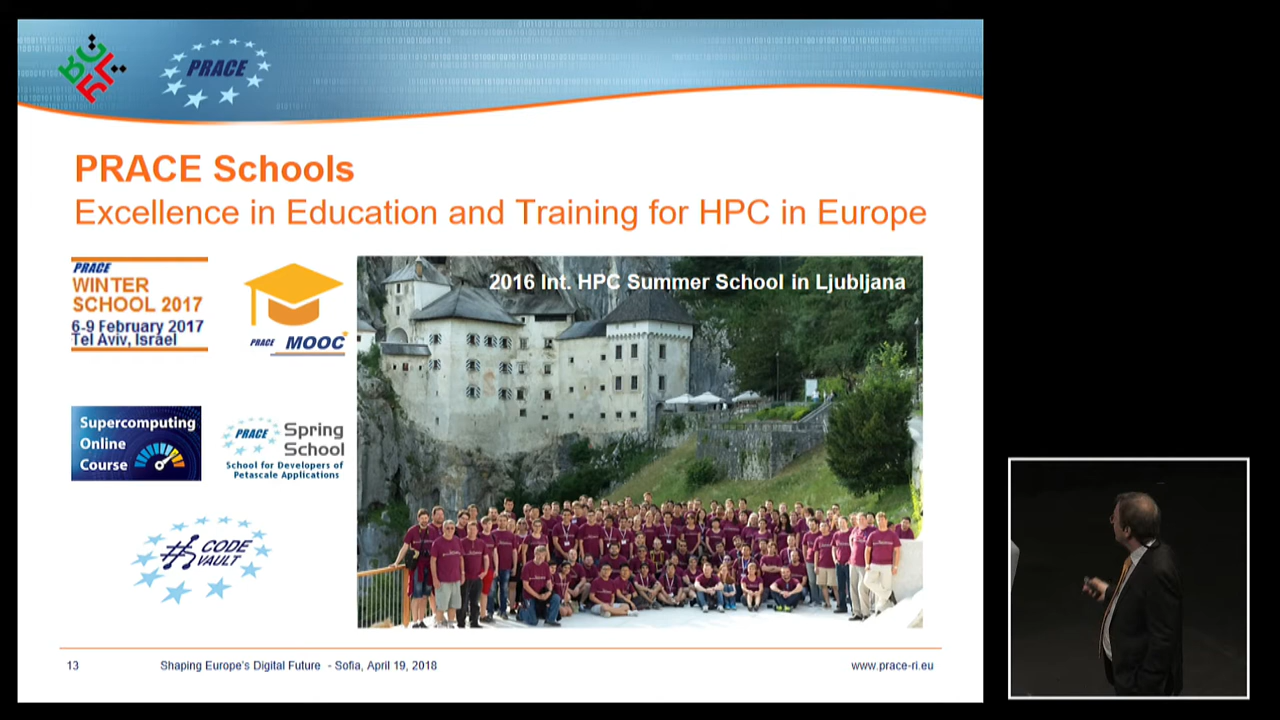 PRACE
PRACE Schools
Excellence in Education and Training for HPC in Europe
PRACE
WINTER
SCHOOL 2017
6-9 February 2017
Tel Aviv, Israel
PRACE MOOC
2016 Int. HPC Summer School in Ljubljana
Supercomputing
Online
Course
PRACE Spring
School
School for Developers of
Petascale Applications
CODE
VAULT
13 Shaping Europe's Digital Future - Sofia, April 19, 2018 www.prace-ri.eu